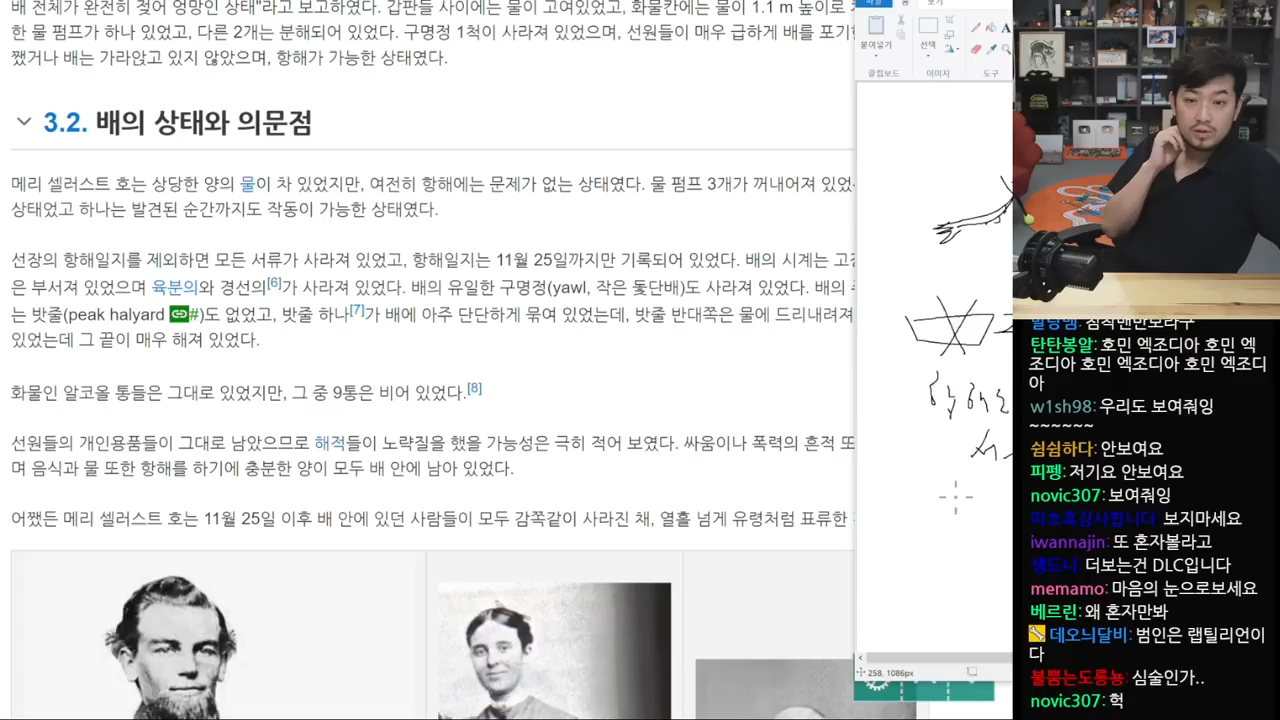 배 전체가 완전히 젖어 엉망인 상태"라고 보고하였다. 갑판들 사이에는 물이 고여있었고, 화물칸에는 물이 1.1 m 높이로
한 물 펌프가 하나 있었고, 다른 2개는 분해되어 있었다. 구명정 1척이 사라져 있었으며, 선원들이 매우 급하게 배를 포기한
쨌거나 배는 가라앉고 있지 않았으며, 항해가 가능한 상태였다.
3.2. 배의 상태와 의문점
메리 셀러스트 호는 상당한 양의 물이 차 있었지만, 여전히 항해에는 문제가 없는 상태였다. 물 펌프 3개가 꺼내어져 있었
상태었고 하나는 발견된 순간까지도 작동이 가능한 상태였다.
선장의 항해일지를 제외하면 모든 서류가 사라져 있었고, 항해일지는 11월 25일까지만 기록되어 있었다. 배의 시계는 고장
은 부서져 있었으며 육분의와 경선의[6]가 사라져 있었다. 배의 유일한 구명정(yawl, 작은 돛단배)도 사라져 있었다. 배의
는 밧줄(peak halyard #)도 없었고, 밧줄 하나[7]가 배에 아주 단단하게 묶여 있었는데, 밧줄 반대쪽은 물에 드리내려져
있었는데 그 끝이 매우 해져 있었다.
화물인 알코올 통들은 그대로 있었지만, 그 중 9통은 비어 있었다.[8]
선원들의 개인용품들이 그대로 남았으므로 해적들이 노략질을 했을 가능성은 극히 적어 보였다. 싸움이나 폭력의 흔적 또
며 음식과 물 또한 항해를 하기에 충분한 양이 모두 배 안에 남아 있었다.
어쨌든 메리 셀러스트 호는 11월 25일 이후 배 안에 있던 사람들이 모두 감쪽같이 사라진 채, 열흘 넘게 유령처럼 표류한
파일 홈 보기
붙여넣기
선택
A
클립보드
이미지
도구
258, 1086px
탄탄봉알: 호민 엑조디아 호민 엑
조디아 호민 엑조디아 호민 엑조디
아
w1sh98: 우리도 보여줘잉
~~~~~~
쉽쉽하다: 안보여요
피펭: 저기요 안보여요
novic307: 보여줘잉
따흐흑감사합니다: 보지마세요
iwannajin: 또 혼자볼라고
생드니: 더보는건 DLC입니다
memamo: 마음의 눈으로보세요
베르린: 왜 혼자만봐
데오늬달비: 범인은 랩틸리언이
다
불뿜는도롱뇽: 심술인가..
novic307: 헉